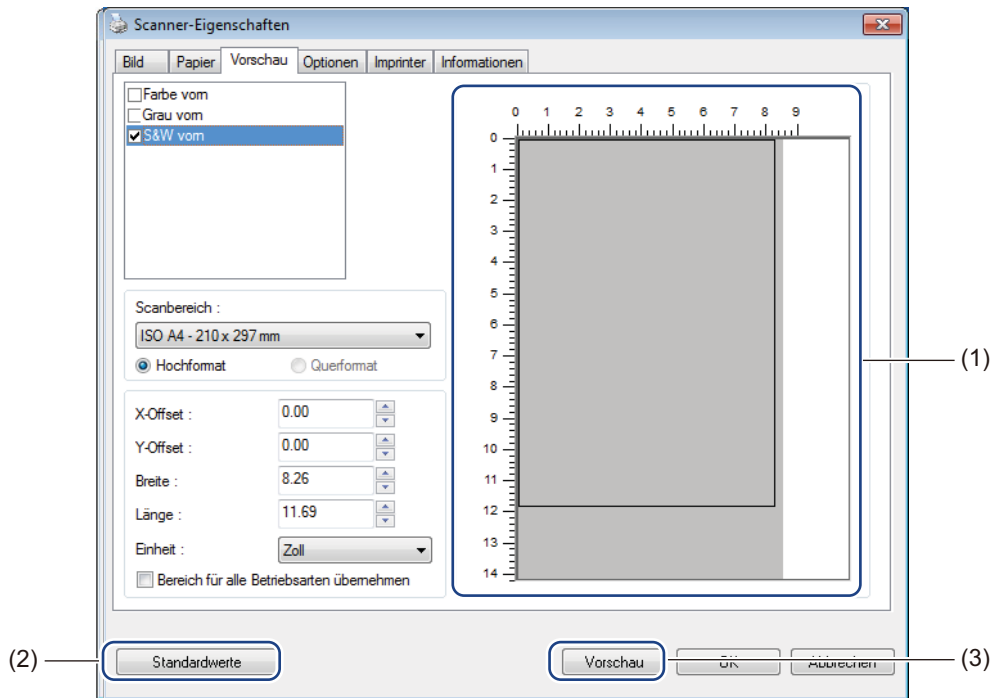 Scanner-Eigenschaften
Bild Papier Vorschau Optionen Imprinter Informationen
Farbe vorn
Grau vorn
S&W vorn
Scanbereich :
ISO A4 - 210 x 297 mm
Hochformat Querformat
X-Offset : 0.00
Y-Offset : 0.00
Breite : 8.26
Länge : 11.69
Einheit : Zoll
Bereich für alle Betriebsarten übernehmen
0 1 2 3 4 5 6 7 8 9
0
1
2
3
4
5
6
7
8
9
10
11
12
13
14
(1)
(2) Standardwerte Vorschau OK Abbrechen (3)